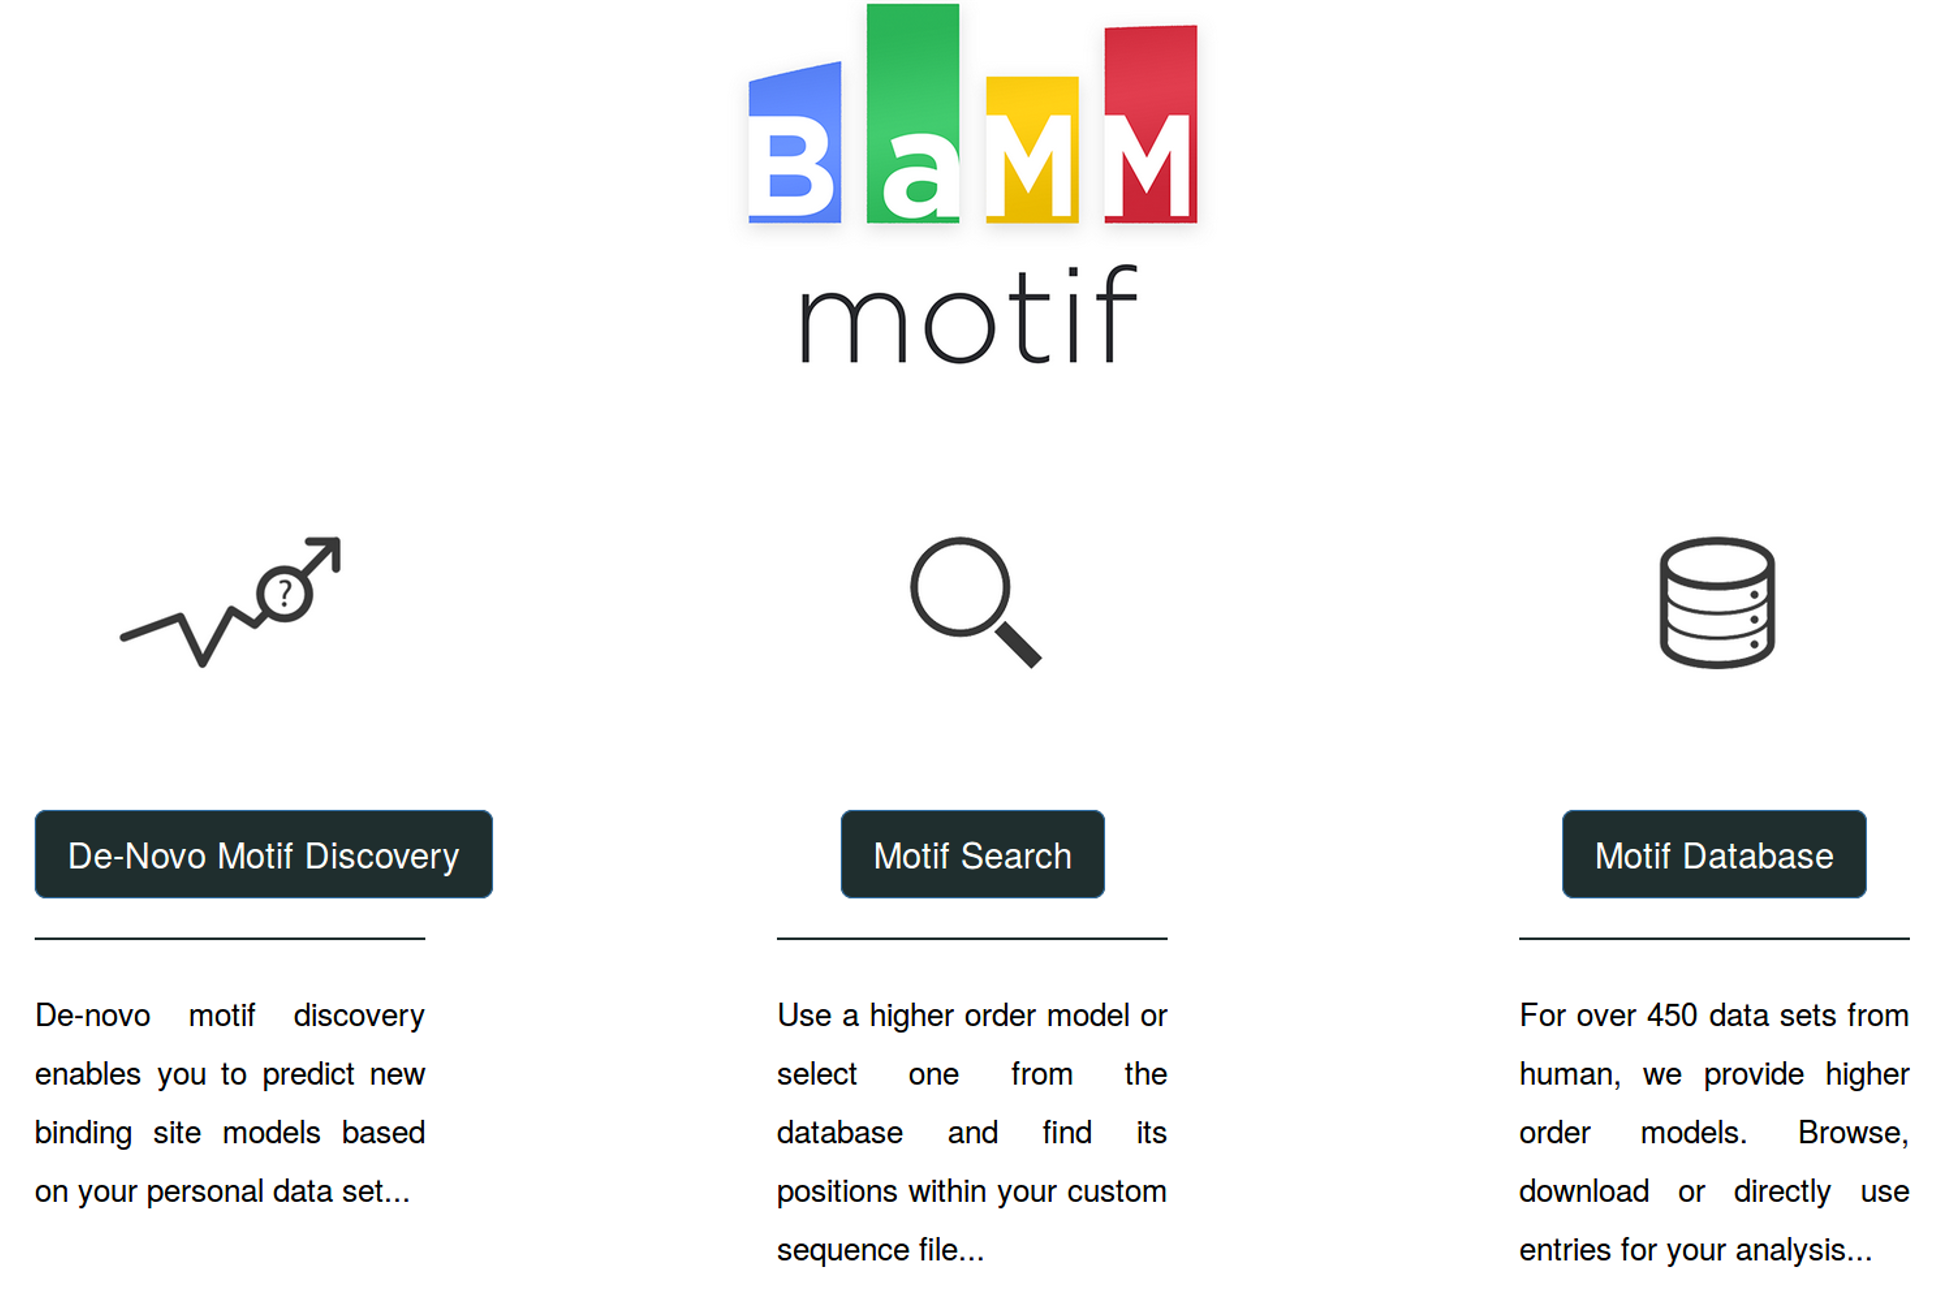 BaMM
motif
?
De-Novo Motif Discovery
De-novo motif discovery
enables you to predict new
binding site models based
on your personal data set...
Motif Search
Use a higher order model or
select one from the
database and find its
positions within your custom
sequence file...
Motif Database
For over 450 data sets from
human, we provide higher
order models. Browse,
download or directly use
entries for your analysis...